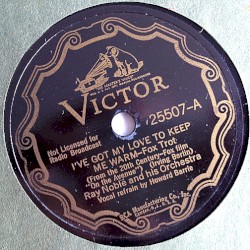 VICTOR
25507-A
Not Licensed for
Radio Broadcast
I'VE GOT MY LOVE TO KEEP
ME WARM-Fox Trot
(From the 20th Century-Fox film
"On the Avenue") (Irving Berlin)
Ray Noble and his Orchestra
Vocal refrain by Howard Barrie
RCA Manufacturing Co., Inc.
Camden, N.J.